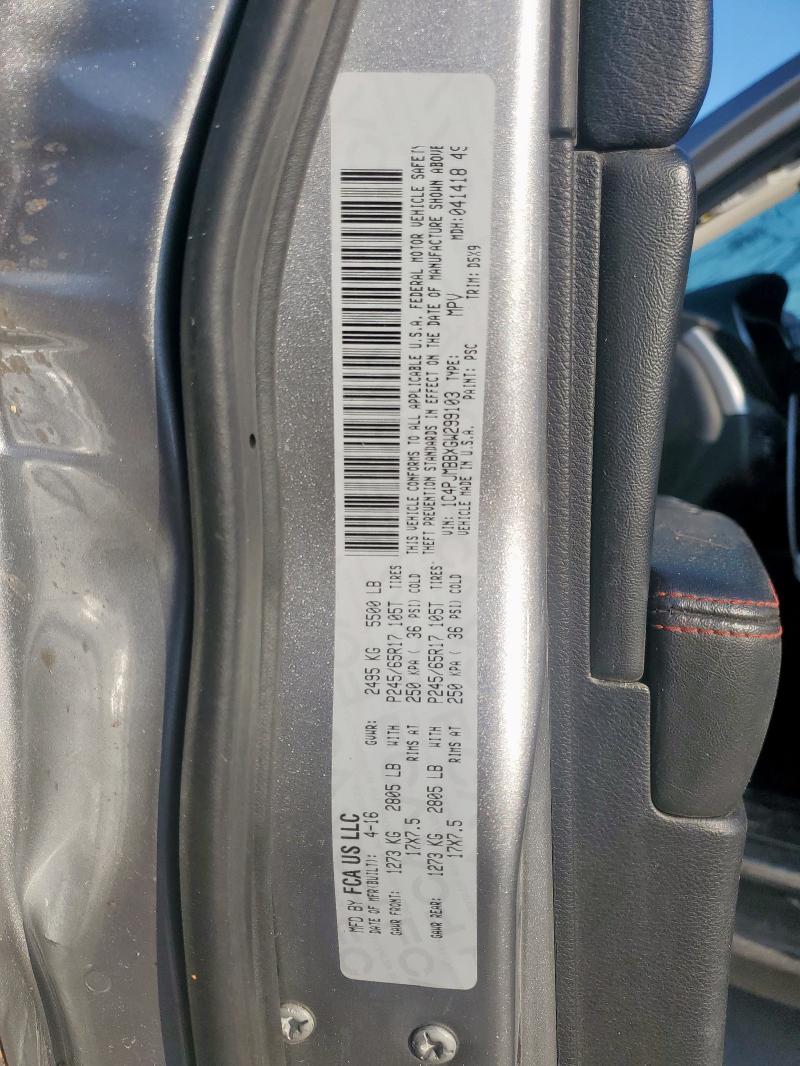 MFD BY FCA US LLC
DATE OF MFR(BUILT): 4-16 GVWR: 2495 KG 5500 LB
GAWR FRONT: 1273 KG 2805 LB WITH P245/65R17 105T TIRES
17X7.5 RIMS AT 250 KPA ( 36 PSI) COLD
GAWR REAR: 1273 KG 2805 LB WITH P245/65R17 105T TIRES
17X7.5 RIMS AT 250 KPA ( 36 PSI) COLD
THIS VEHICLE CONFORMS TO ALL APPLICABLE U.S.A. FEDERAL MOTOR VEHICLE SAFETY
THEFT PREVENTION STANDARDS IN EFFECT ON THE DATE OF MANUFACTURE SHOWN ABOVE
VIN: 1C4PJMBBXGW299103 TYPE: MPV MDH:041418 49
VEHICLE MADE IN U.S.A. PAINT: PSC TRIM: D5X9